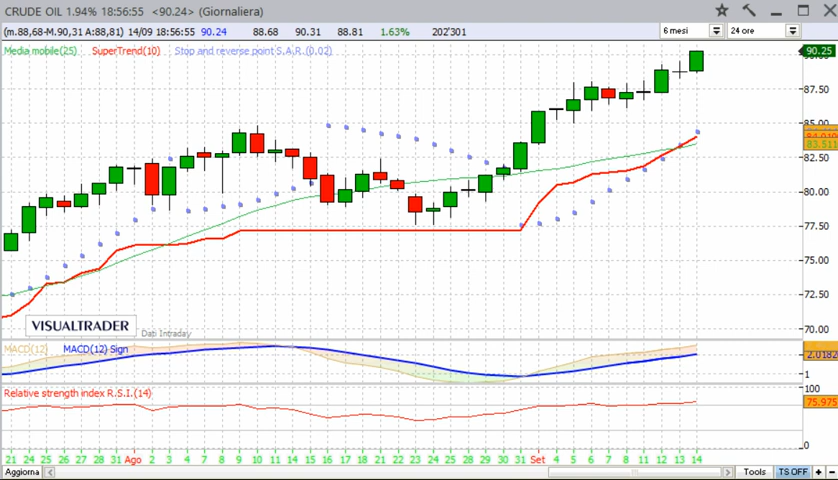 CRUDE OIL 1.94% 18:56:55 <90.24> (Giornaliera)
(m.88,68-M.90,31 A:88,81) 14/09 18:56:55 90.24 88.68 90.31 88.81 1.63% 202Z301 6 mesi 24 ore
Media mobile(25) SuperTrend(10) Stop and reverse point S.A.R.(0.02)
90.25
87.50
85.00
83.511
82.50
80.00
77.50
75.00
72.50
70.00
VISUALTRADER
Dati Intraday
MACD(12) MACD(12) Sign
2.0182
1
Relative strength index R.S.I.(14)
100
75.975
0
21 24 25 26 27 28 31 Ago 2 3 4 7 8 9 10 11 14 15 16 17 18 21 22 23 24 25 28 29 30 31 Set 4 5 6 7 8 11 12 13 14
Aggiorna Tools TS OFF